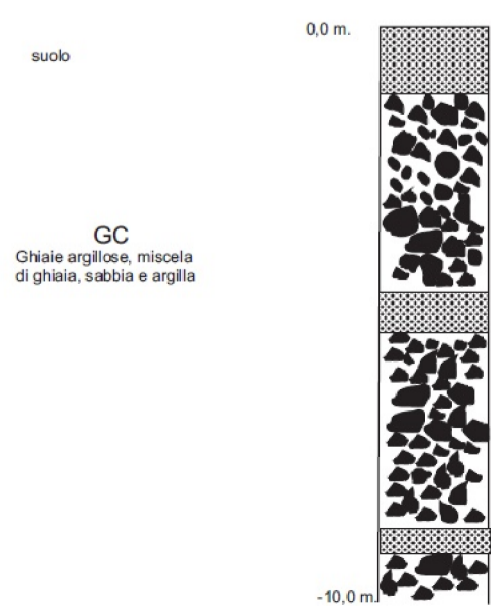 0,0 m.
suolo
GC
Ghiaie argillose, miscela
di ghiaia, sabbia e argilla
-10,0 m.